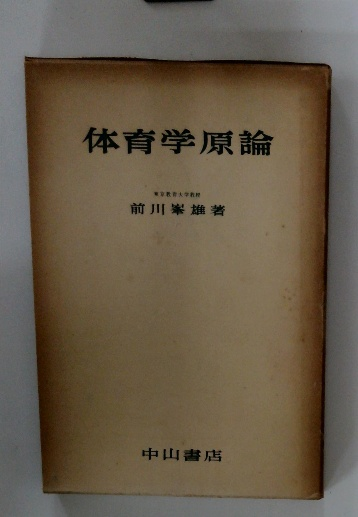 体育学原論
東京教育大学教授
前川峯雄著
中山書店